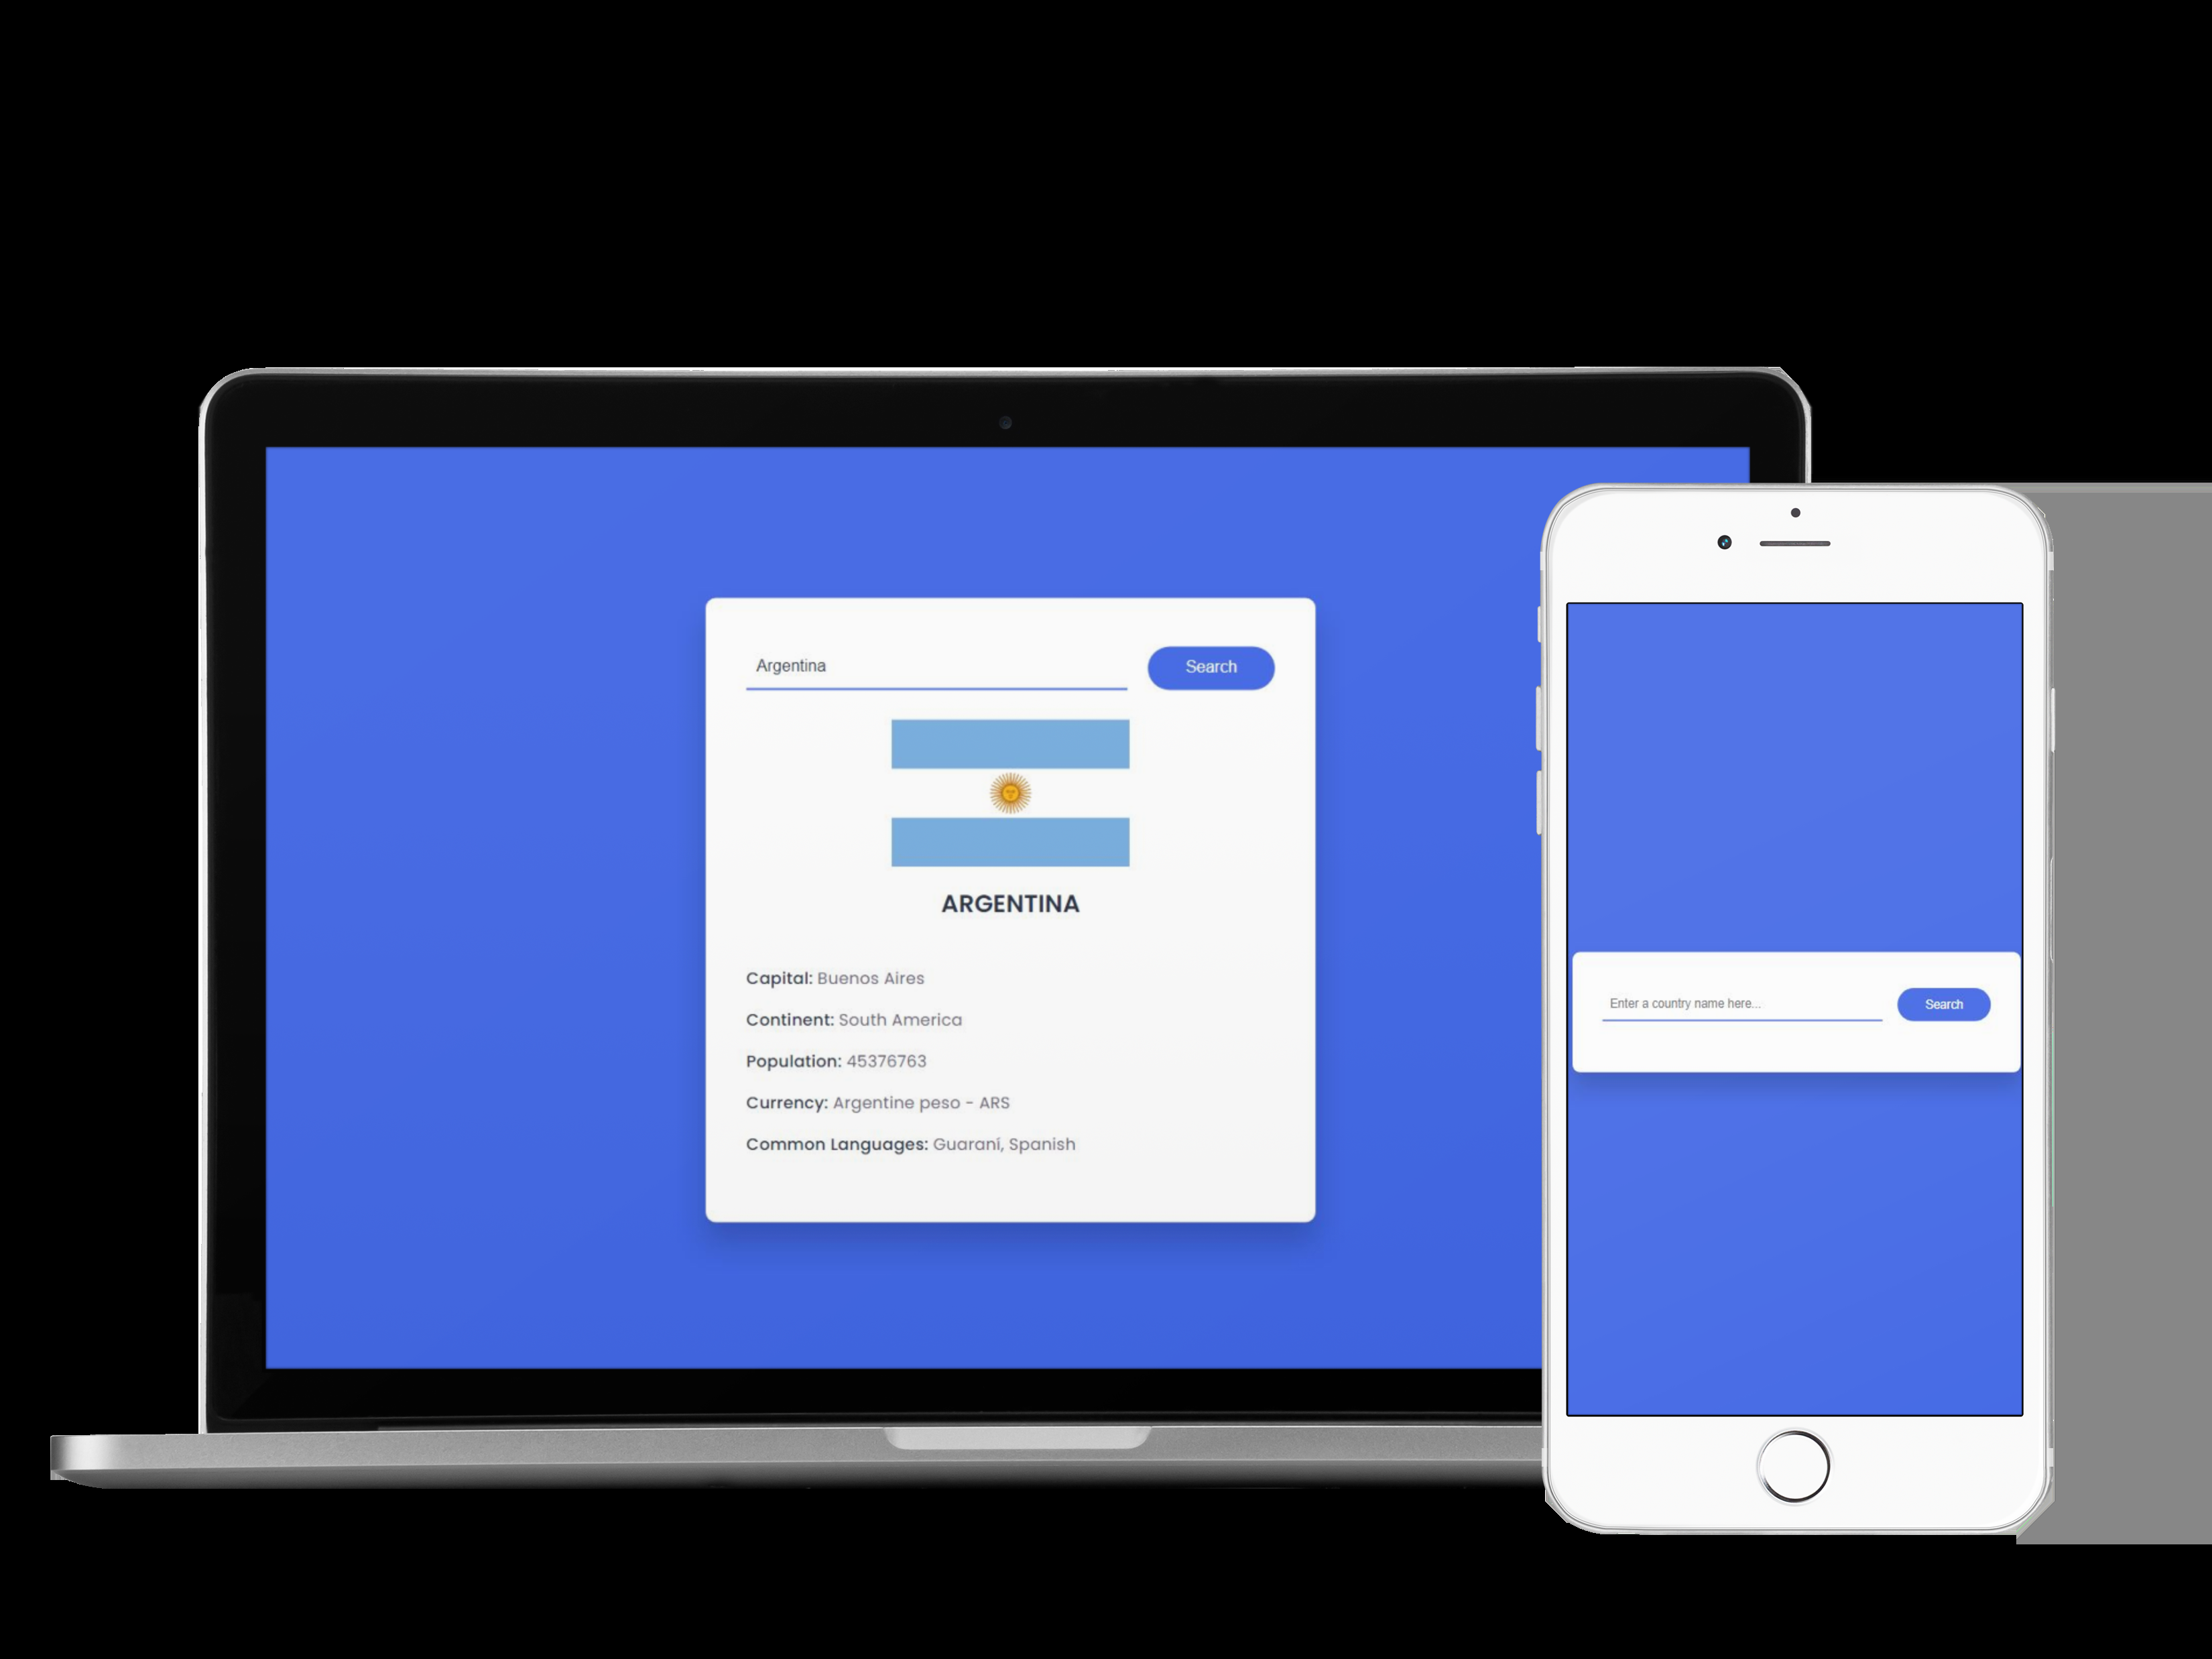 Argentina
Search
ARGENTINA
Capital: Buenos Aires
Continent: South America
Population: 45376763
Currency: Argentine peso - ARS
Common Languages: Guaraní, Spanish
Enter a country name here...
Search